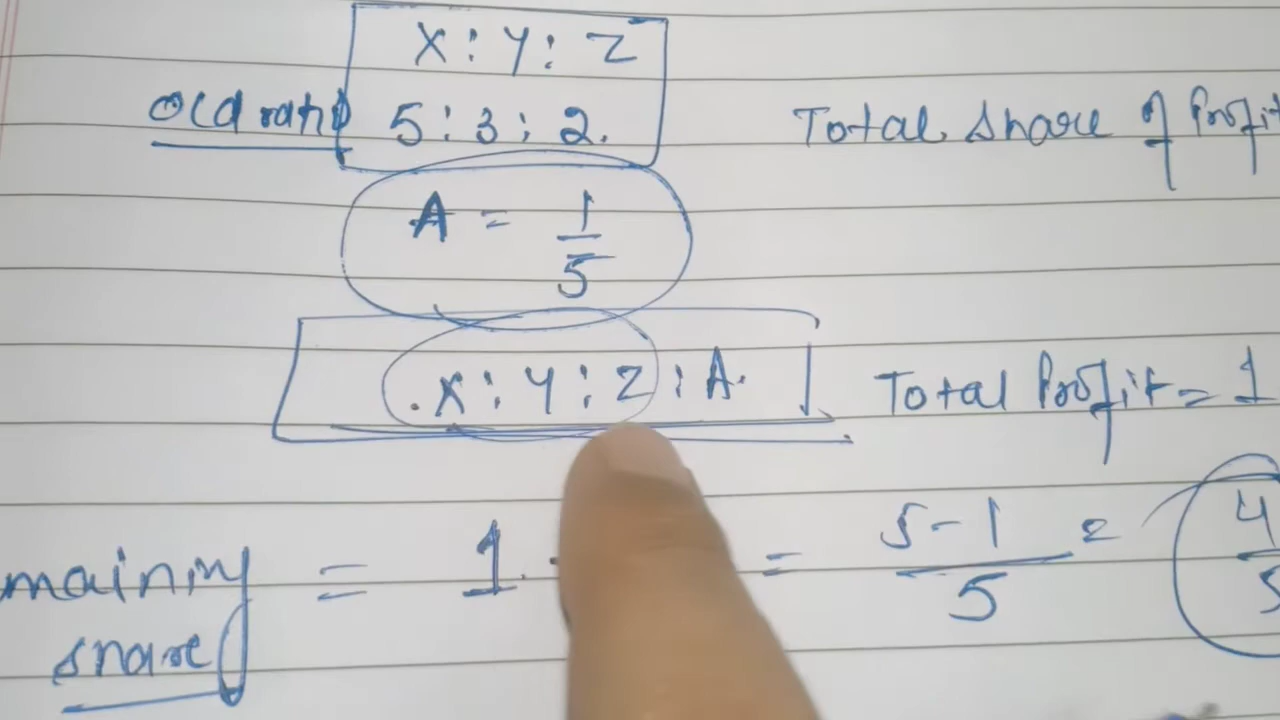 X : Y : Z
Old ratio 5 : 3 : 2. Total Share of Profit
A = 1/5
X : Y : Z : A. Total Profit = 1
maining share = 1. = 5-1/5 = 4/5